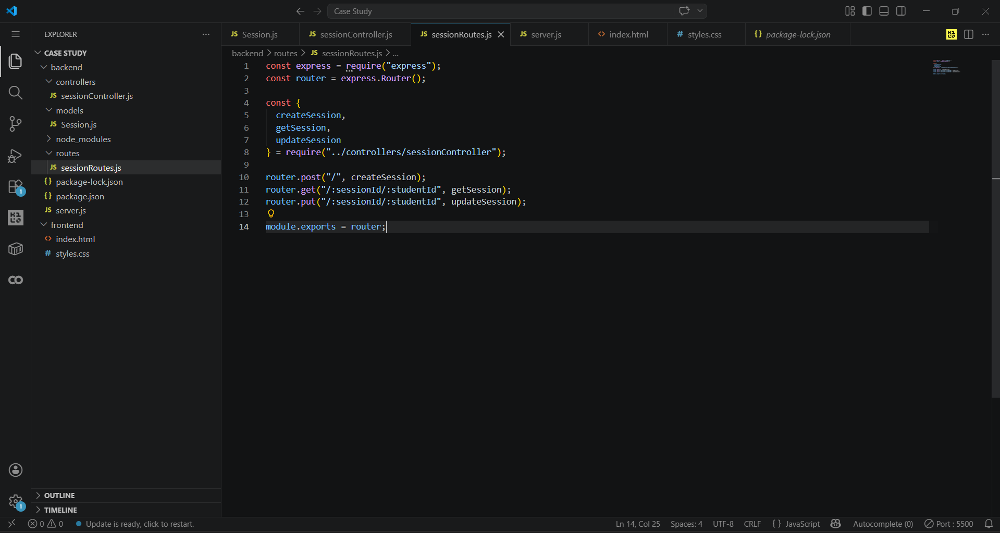 Case Study
EXPLORER
CASE STUDY
backend
controllers
JS sessionController.js
models
JS Session.js
node_modules
routes
JS sessionRoutes.js
{} package-lock.json
{} package.json
JS server.js
frontend
<> index.html
# styles.css
OUTLINE
TIMELINE
JS Session.js
JS sessionController.js
JS sessionRoutes.js
JS server.js
<> index.html
# styles.css
{} package-lock.json
backend > routes > JS sessionRoutes.js > ...
1 const express = require("express");
2 const router = express.Router();
3
4 const {
5 createSession,
6 getSession,
7 updateSession
8 } = require("../controllers/sessionController");
9
10 router.post("/", createSession);
11 router.get("/:sessionId/:studentId", getSession);
12 router.put("/:sessionId/:studentId", updateSession);
13
14 module.exports = router;
1
1
0 0 Update is ready, click to restart. Ln 14, Col 25 Spaces: 4 UTF-8 CRLF {} JavaScript Autocomplete (0) Port : 5500